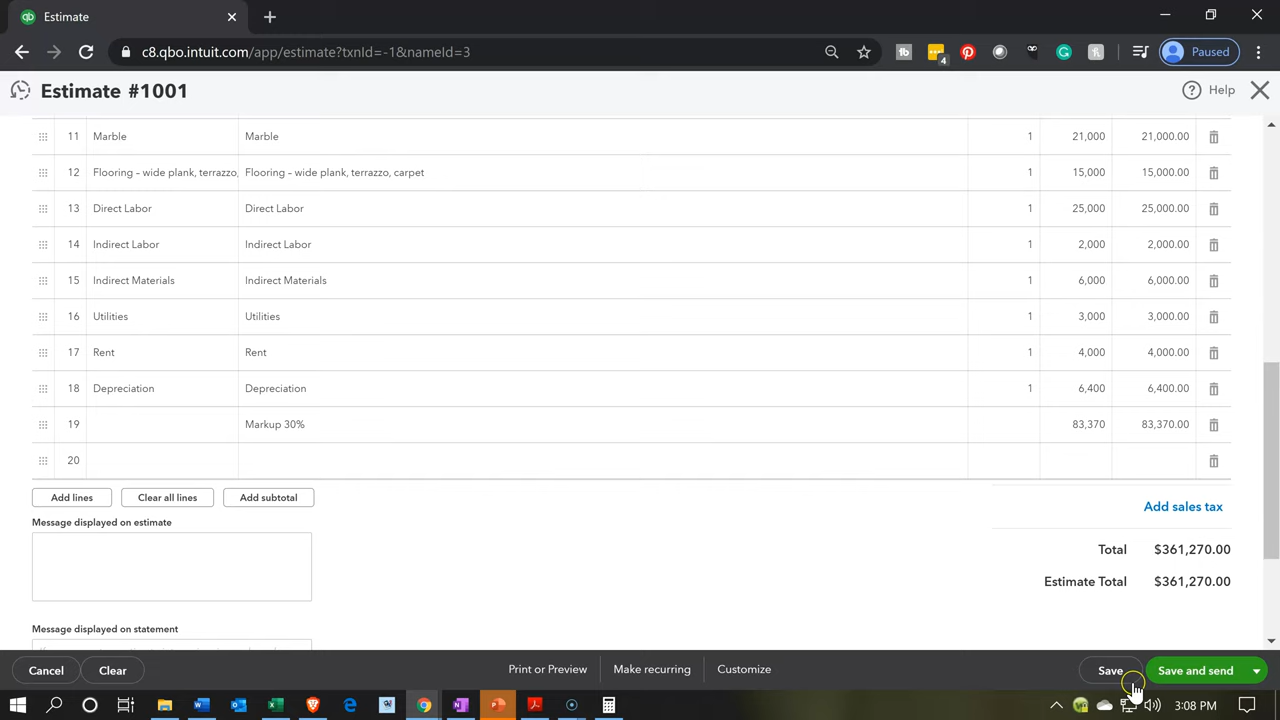 Estimate
c8.qbo.intuit.com/app/estimate?txnId=-1&nameId=3
4
Paused
Estimate #1001
Help
11 Marble Marble 1 21,000 21,000.00
12 Flooring – wide plank, terrazzo, Flooring – wide plank, terrazzo, carpet 1 15,000 15,000.00
13 Direct Labor Direct Labor 1 25,000 25,000.00
14 Indirect Labor Indirect Labor 1 2,000 2,000.00
15 Indirect Materials Indirect Materials 1 6,000 6,000.00
16 Utilities Utilities 1 3,000 3,000.00
17 Rent Rent 1 4,000 4,000.00
18 Depreciation Depreciation 1 6,400 6,400.00
19 Markup 30% 83,370 83,370.00
20
Add lines Clear all lines Add subtotal
Add sales tax
Message displayed on estimate
Total $361,270.00
Estimate Total $361,270.00
Message displayed on statement
Cancel Clear Print or Preview Make recurring Customize Save Save and send
3:08 PM